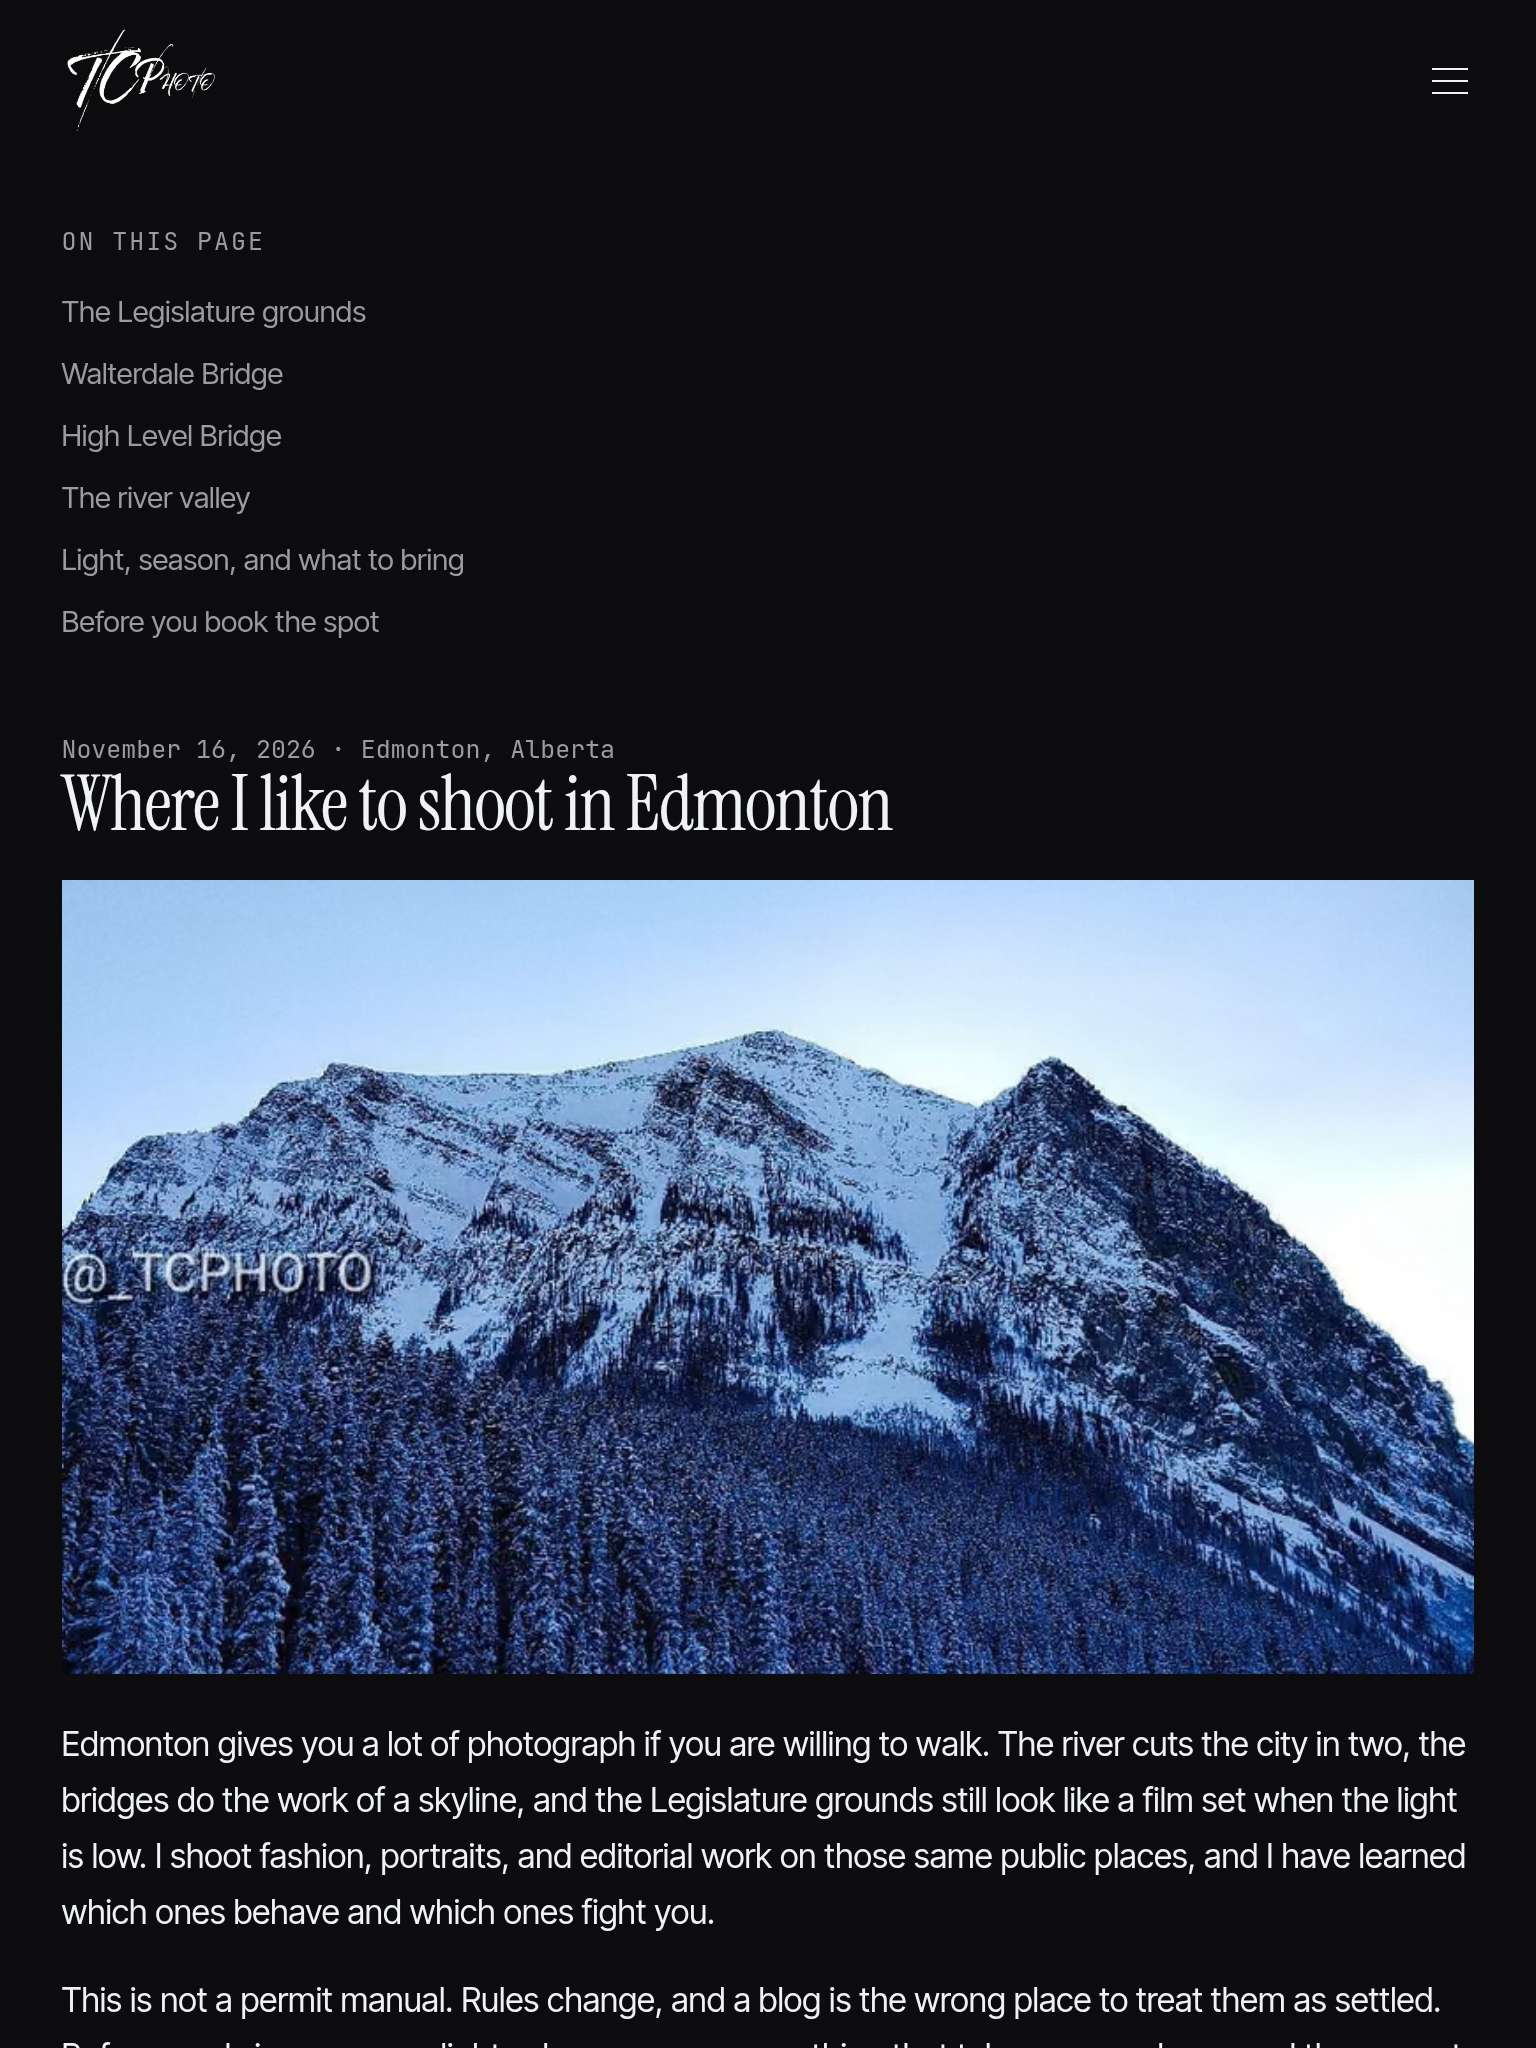 TCPHOTO
ON THIS PAGE
The Legislature grounds
Walterdale Bridge
High Level Bridge
The river valley
Light, season, and what to bring
Before you book the spot
November 16, 2026 · Edmonton, Alberta
Where I like to shoot in Edmonton
@_TCPHOTO
Edmonton gives you a lot of photograph if you are willing to walk. The river cuts the city in two, the
bridges do the work of a skyline, and the Legislature grounds still look like a film set when the light
is low. I shoot fashion, portraits, and editorial work on those same public places, and I have learned
which ones behave and which ones fight you.
This is not a permit manual. Rules change, and a blog is the wrong place to treat them as settled.